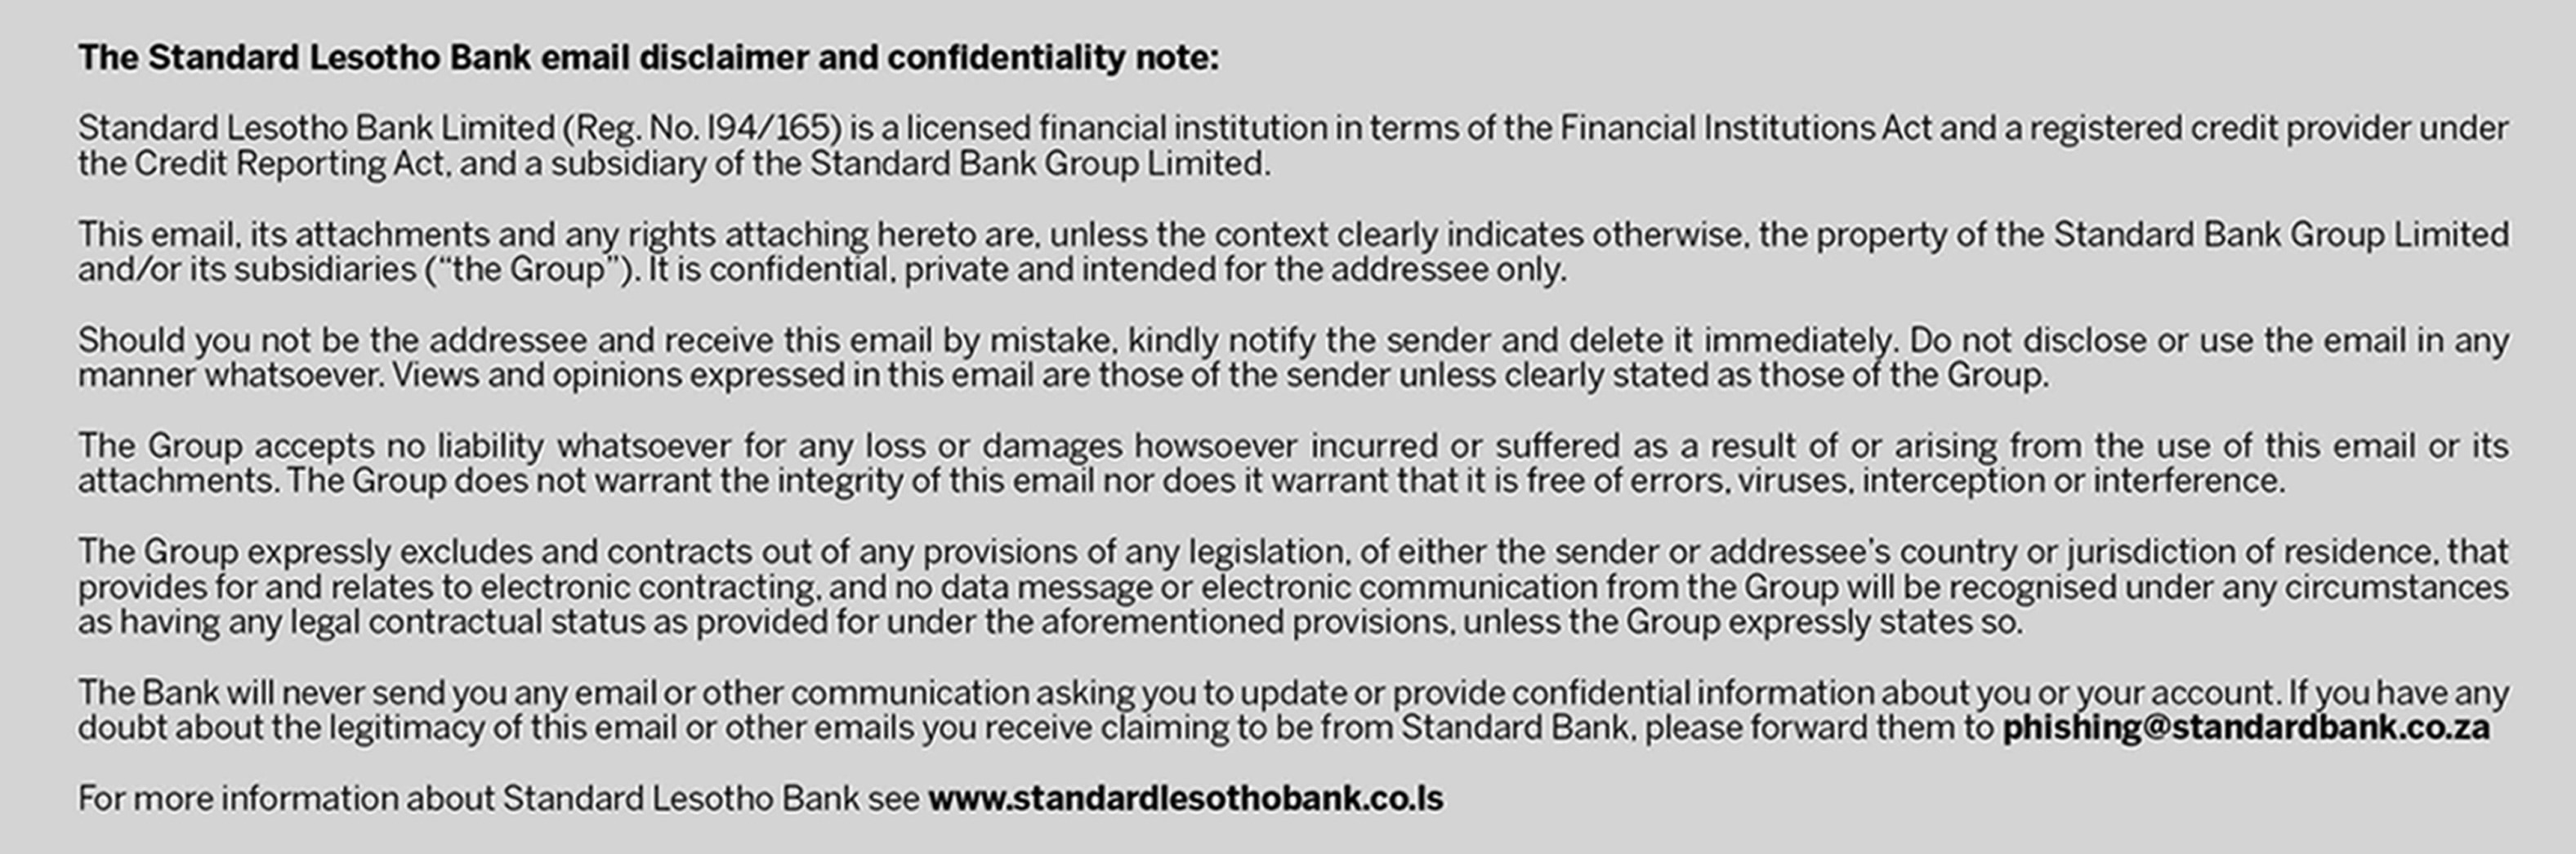 The Standard Lesotho Bank email disclaimer and confidentiality note:
Standard Lesotho Bank Limited (Reg. No. I94/165) is a licensed financial institution in terms of the Financial Institutions Act and a registered credit provider under
the Credit Reporting Act, and a subsidiary of the Standard Bank Group Limited.
This email, its attachments and any rights attaching hereto are, unless the context clearly indicates otherwise, the property of the Standard Bank Group Limited
and/or its subsidiaries (“the Group”). It is confidential, private and intended for the addressee only.
Should you not be the addressee and receive this email by mistake, kindly notify the sender and delete it immediately. Do not disclose or use the email in any
manner whatsoever. Views and opinions expressed in this email are those of the sender unless clearly stated as those of the Group.
The Group accepts no liability whatsoever for any loss or damages howsoever incurred or suffered as a result of or arising from the use of this email or its
attachments. The Group does not warrant the integrity of this email nor does it warrant that it is free of errors, viruses, interception or interference.
The Group expressly excludes and contracts out of any provisions of any legislation, of either the sender or addressee's country or jurisdiction of residence, that
provides for and relates to electronic contracting, and no data message or electronic communication from the Group will be recognised under any circumstances
as having any legal contractual status as provided for under the aforementioned provisions, unless the Group expressly states so.
The Bank will never send you any email or other communication asking you to update or provide confidential information about you or your account. If you have any
doubt about the legitimacy of this email or other emails you receive claiming to be from Standard Bank, please forward them to phishing@standardbank.co.za
For more information about Standard Lesotho Bank see www.standardlesothobank.co.ls